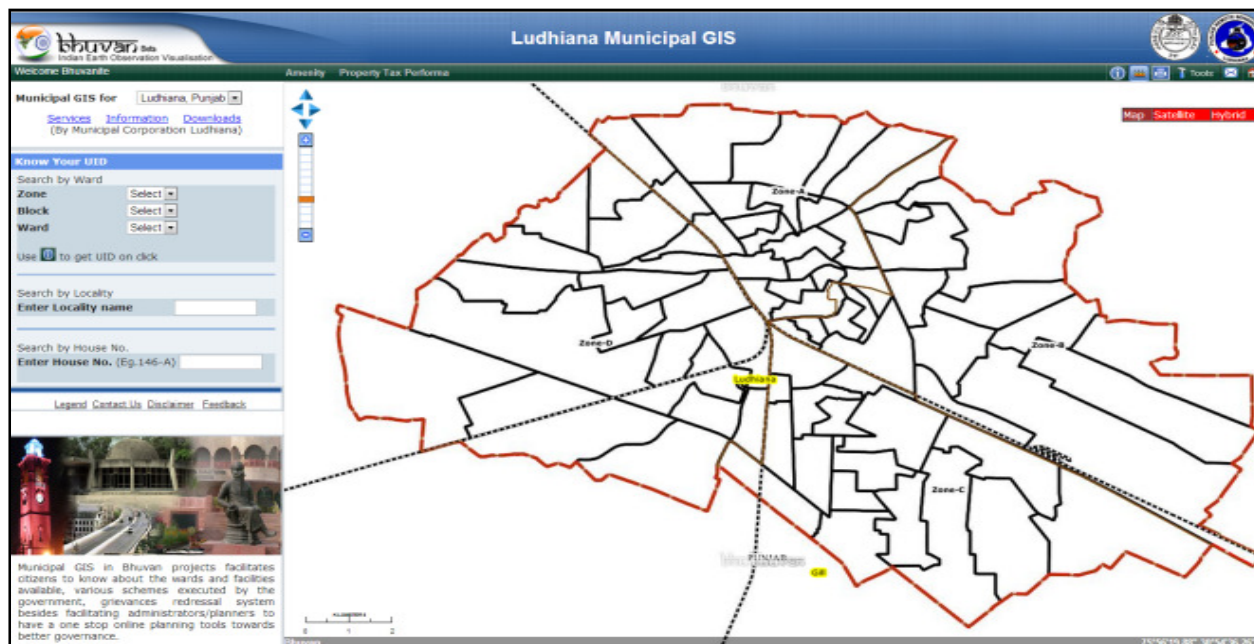 bhuvan Beta
Indian Earth Observation Visualisation
Ludhiana Municipal GIS
Welcome Bhuvanite
Amenity Property Tax Performa
Tools
Municipal GIS for Ludhiana, Punjab
Services Information Downloads
(By Municipal Corporation Ludhiana)
Know Your UID
Search by Ward
Zone Select
Block Select
Ward Select
Use to get UID on click
Search by Locality
Enter Locality name
Search by House No.
Enter House No. (Eg.146-A)
Legend Contact Us Disclaimer Feedback
Municipal GIS in Bhuvan projects facilitates
citizens to know about the wards and facilities
available, various schemes executed by the
government, grievances redressal system
besides facilitating administrators/planners to
have a one stop online planning tools towards
better governance.
Map Satellite Hybrid
Zone-A
Zone-D
Zone-B
Ludhiana
Zone-C
PUNJAB
Gill
KILOMETERS
0 1 2
Bhuvan